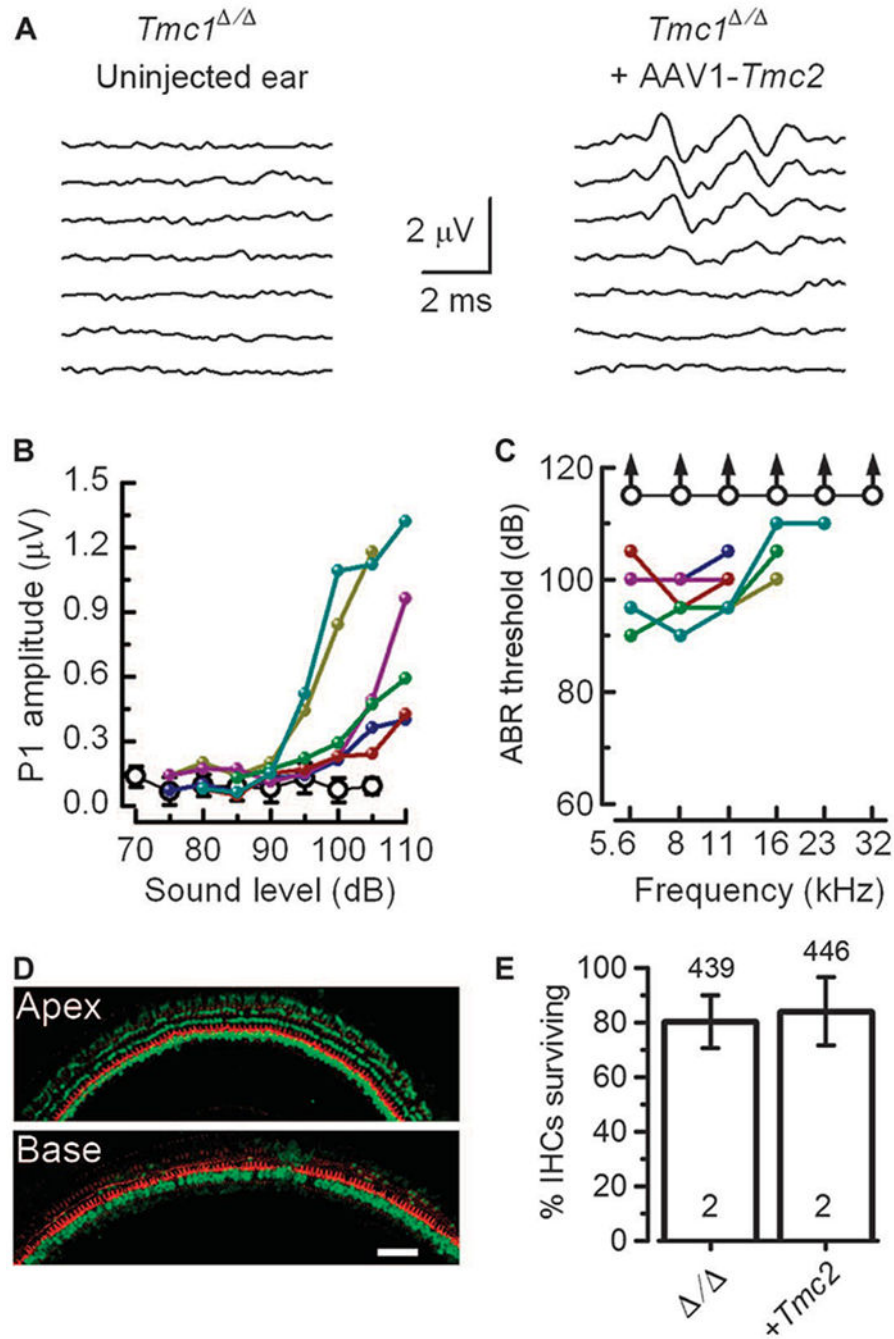 A
Tmc1Δ/Δ
Uninjected ear
Tmc1Δ/Δ
+ AAV1-Tmc2
2 μV
2 ms
B
P1 amplitude (μV)
1.5
1.2
0.9
0.6
0.3
0.0
70 80 90 100 110
Sound level (dB)
C
ABR threshold (dB)
120
100
80
60
5.6 8 11 16 23 32
Frequency (kHz)
D
Apex
Base
E
% IHCs surviving
100
80
60
40
20
0
439 446
2 2
Δ/Δ
+Tmc2